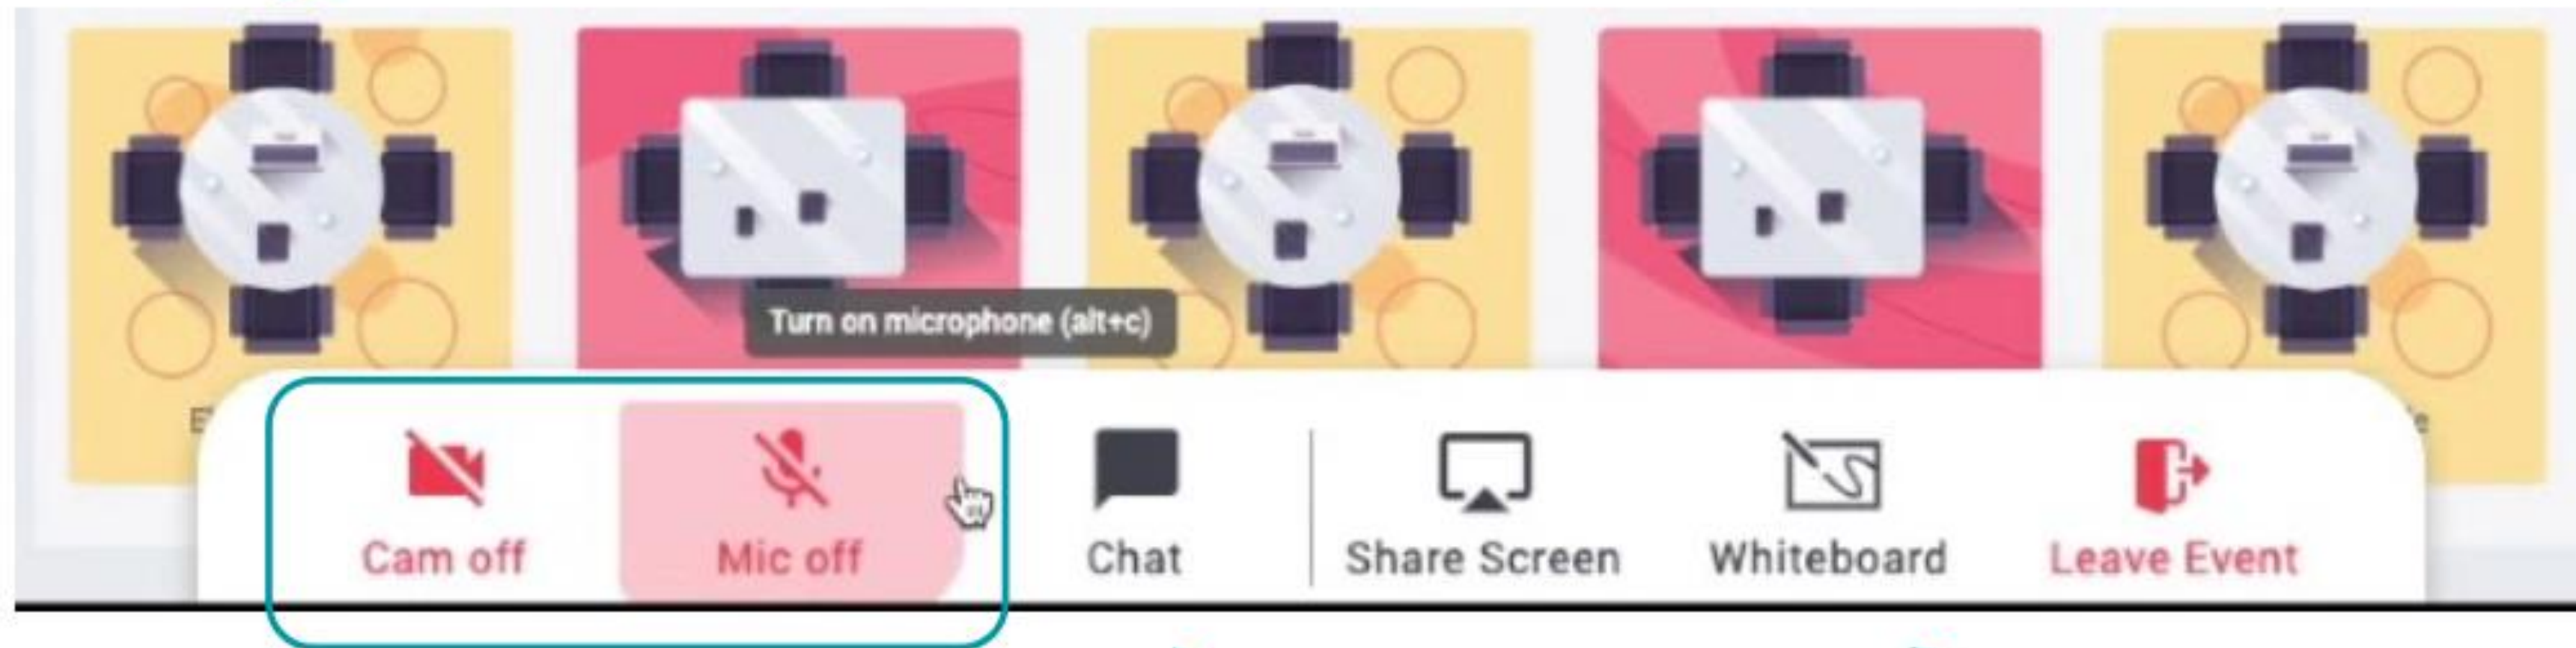 Turn on microphone (alt+c)
Cam off
Mic off
Chat
Share Screen
Whiteboard
Leave Event